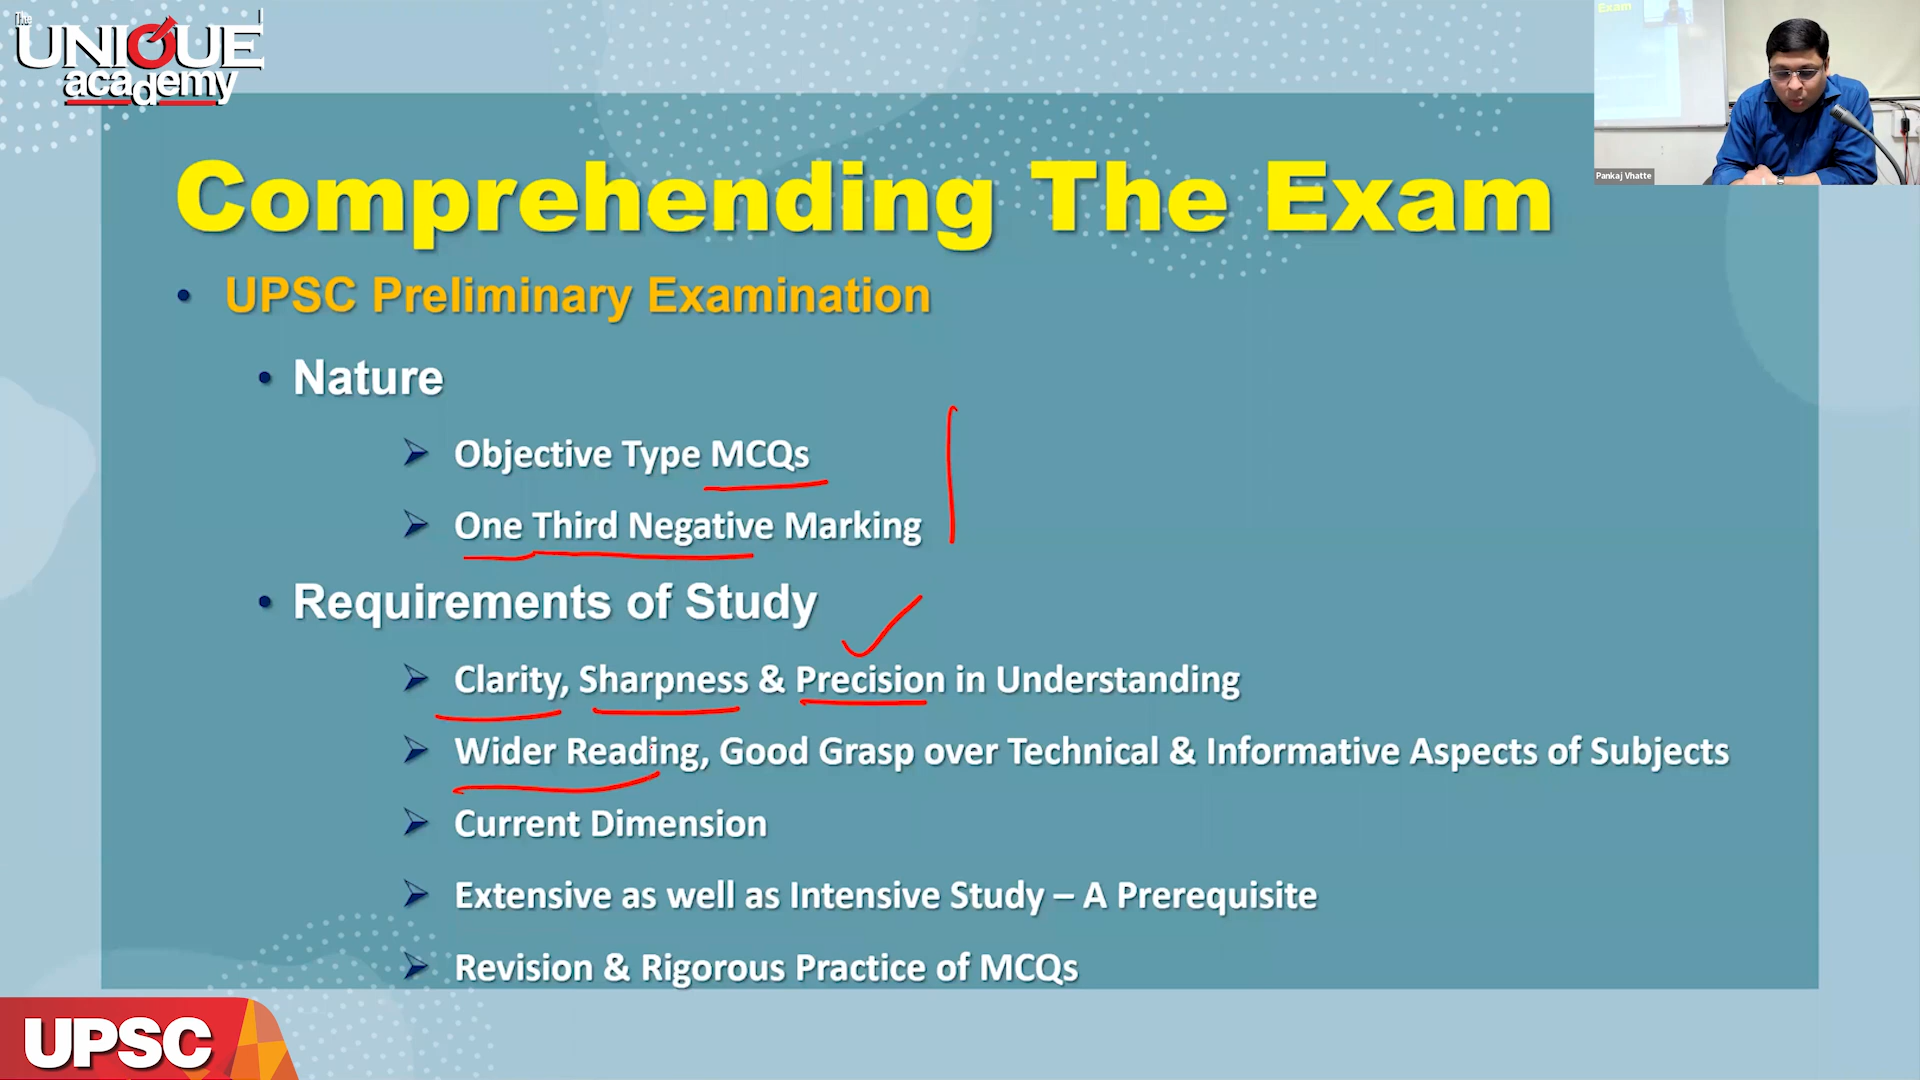 The
UNIQUE
academy
Exam
Pankaj Vhatte
Comprehending The Exam
• UPSC Preliminary Examination
• Nature
➢ Objective Type MCQs
➢ One Third Negative Marking
• Requirements of Study
➢ Clarity, Sharpness & Precision in Understanding
➢ Wider Reading, Good Grasp over Technical & Informative Aspects of Subjects
➢ Current Dimension
➢ Extensive as well as Intensive Study – A Prerequisite
➢ Revision & Rigorous Practice of MCQs
UPSC